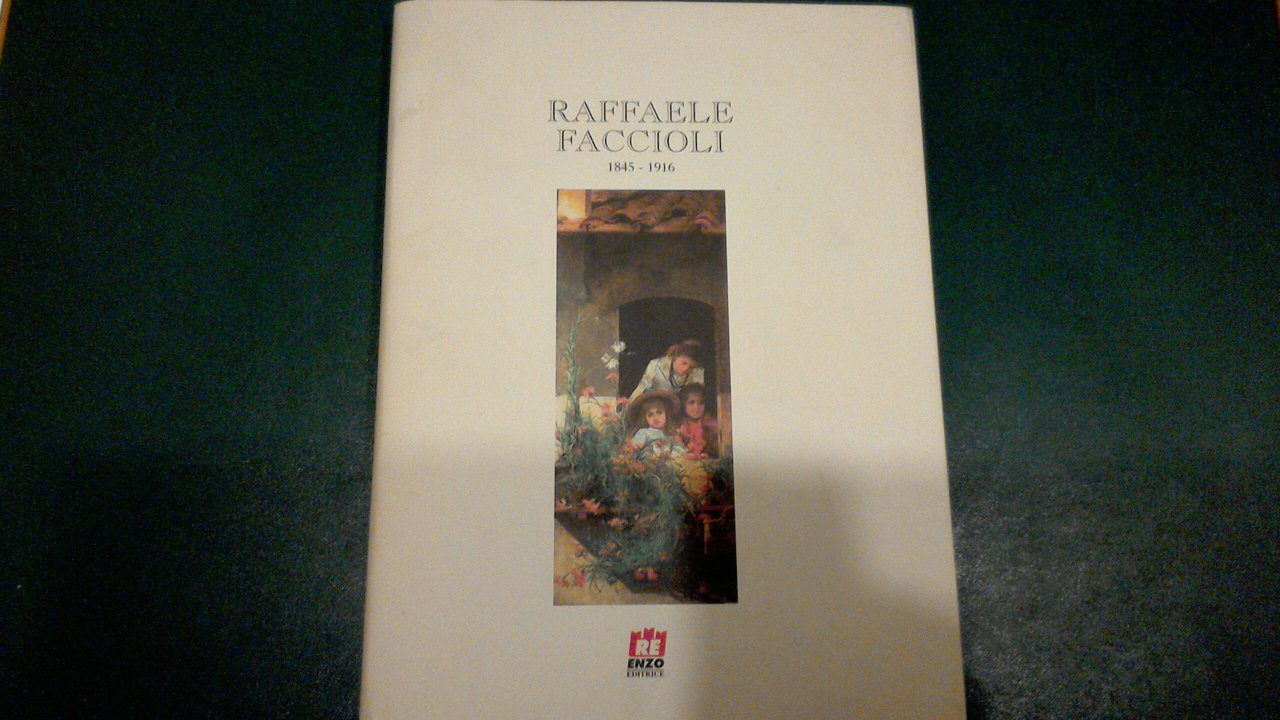 RAFFAELE
FACCIOLI
1845 - 1916
RE
ENZO
EDITRICE